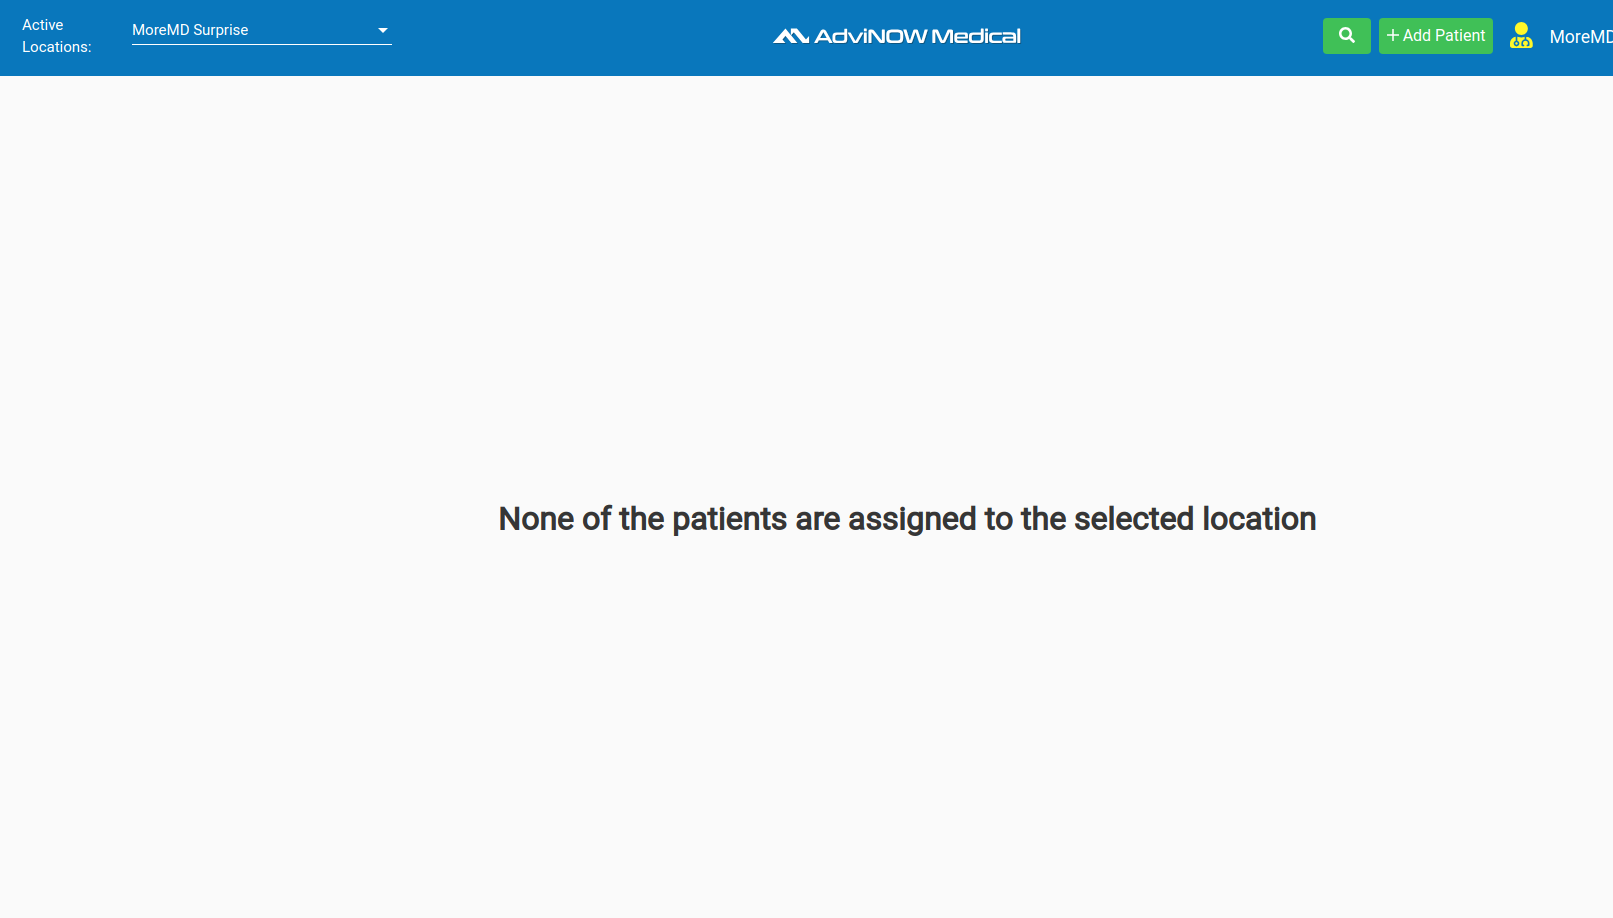 Active
Locations:
MoreMD Surprise
AdviNOW Medical
Add Patient
MoreMD
None of the patients are assigned to the selected location